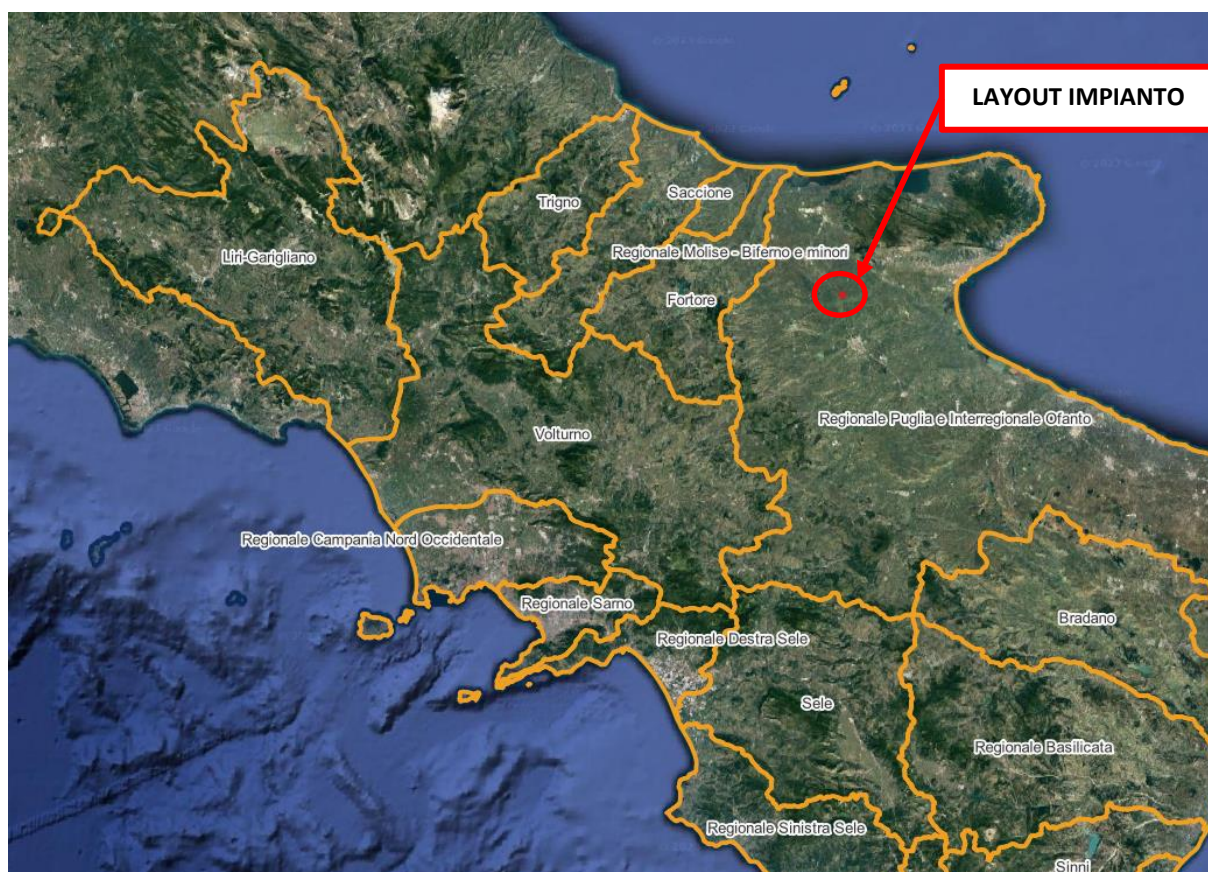 LAYOUT IMPIANTO
Saccione
Trigno
Regionale Molise - Biferno e minori
Liri-Garigliano
Fortore
Regionale Puglia e Interregionale Ofanto
Volturno
Regionale Campania Nord Occidentale
Regionale Sarno
Bradano
Regionale Destra Sele
Sele
Regionale Basilicata
Regionale Sinistra Sele
Sinni